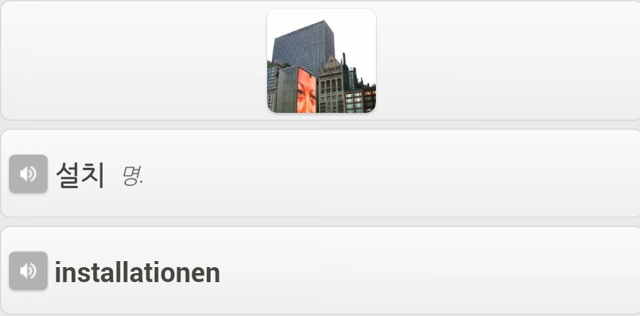 설치 명.
installationen